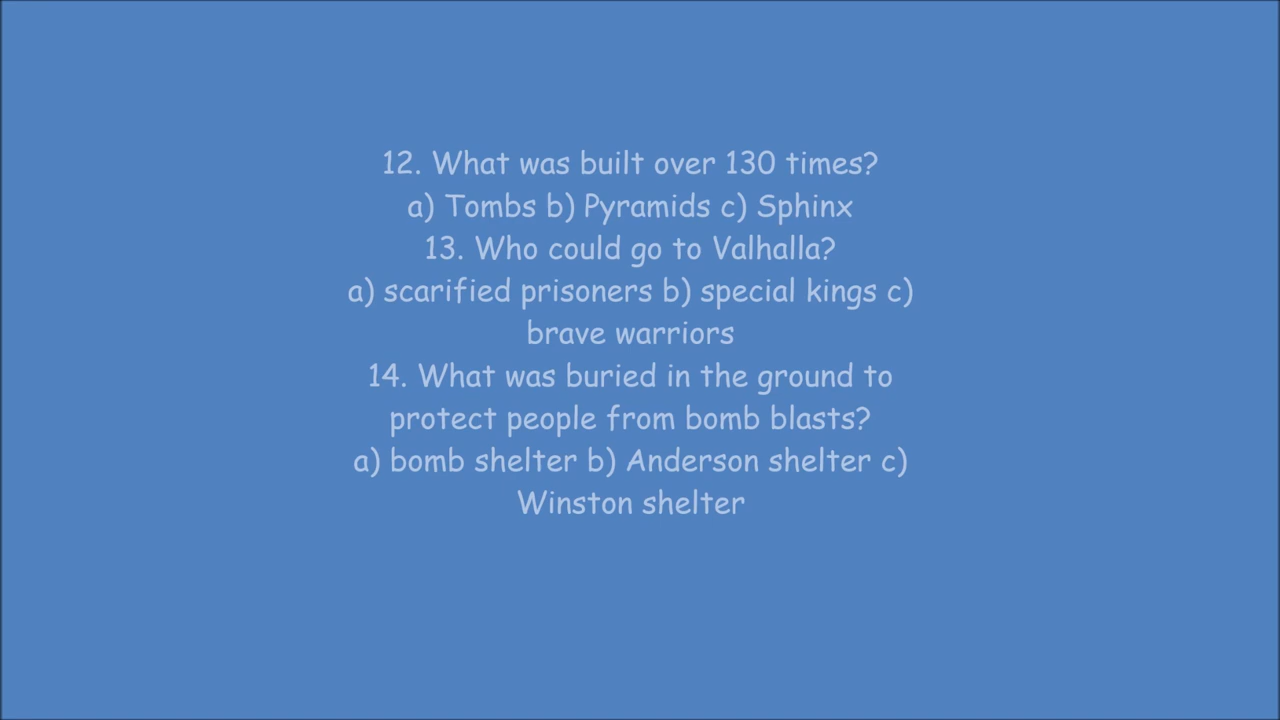 12. What was built over 130 times?
a) Tombs b) Pyramids c) Sphinx
13. Who could go to Valhalla?
a) scarified prisoners b) special kings c)
brave warriors
14. What was buried in the ground to
protect people from bomb blasts?
a) bomb shelter b) Anderson shelter c)
Winston shelter